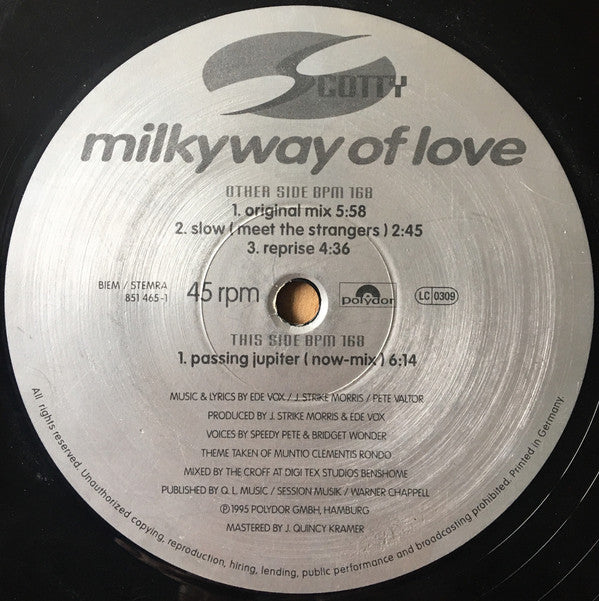 SCOTTY
milkyway of love
OTHER SIDE BPM 168
1. original mix 5:58
2. slow ( meet the strangers ) 2:45
3. reprise 4:36
BIEM / STEMRA
851 465-1
45 rpm
polydor
LC 0309
THIS SIDE BPM 168
1. passing jupiter ( now-mix ) 6:14
MUSIC & LYRICS BY EDE VOX / J. STRIKE MORRIS / PETE VALTOR
PRODUCED BY J. STRIKE MORRIS & EDE VOX
VOICES BY SPEEDY PETE & BRIDGET WONDER
THEME TAKEN OF MUNTIO CLEMENTIS RONDO
MIXED BY THE CROFF AT DIGI TEX STUDIOS BENSHOME
PUBLISHED BY Q. L. MUSIC / SESSION MUSIK / WARNER CHAPPELL
℗ 1995 POLYDOR GMBH, HAMBURG
MASTERED BY J. QUINCY KRAMER
All rights reserved. Unauthorized copying, reproduction, hiring, lending, public performance and broadcasting prohibited. Printed in Germany.